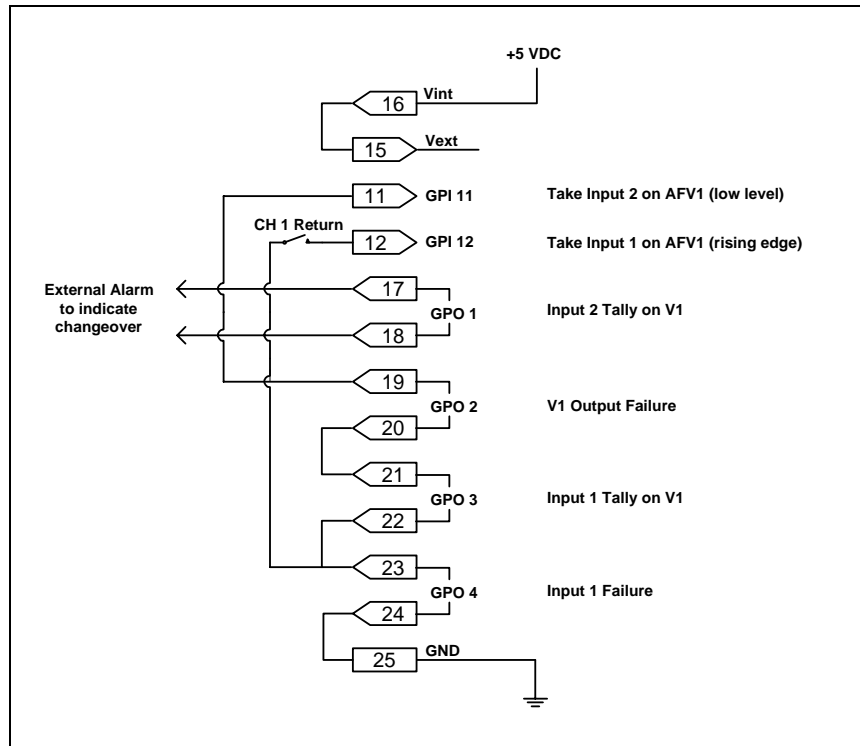 +5 VDC
16 Vint
15 Vext
11 GPI 11 Take Input 2 on AFV1 (low level)
CH 1 Return
12 GPI 12 Take Input 1 on AFV1 (rising edge)
External Alarm
to indicate
changeover
17
GPO 1 Input 2 Tally on V1
18
19
GPO 2 V1 Output Failure
20
21
GPO 3 Input 1 Tally on V1
22
23
GPO 4 Input 1 Failure
24
25 GND